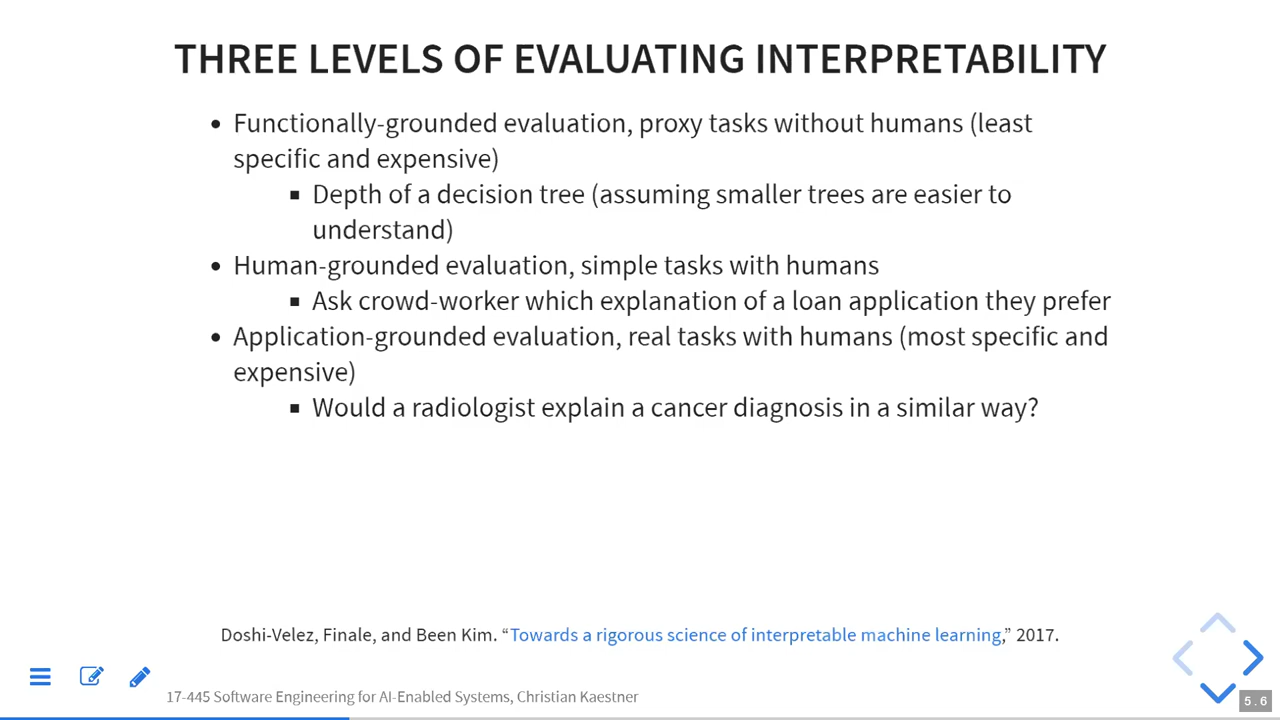 THREE LEVELS OF EVALUATING INTERPRETABILITY
Functionally-grounded evaluation, proxy tasks without humans (least
specific and expensive)
Depth of a decision tree (assuming smaller trees are easier to
understand)
Human-grounded evaluation, simple tasks with humans
Ask crowd-worker which explanation of a loan application they prefer
Application-grounded evaluation, real tasks with humans (most specific and
expensive)
Would a radiologist explain a cancer diagnosis in a similar way?
Doshi-Velez, Finale, and Been Kim. “Towards a rigorous science of interpretable machine learning,” 2017.
17-445 Software Engineering for AI-Enabled Systems, Christian Kaestner
5.6